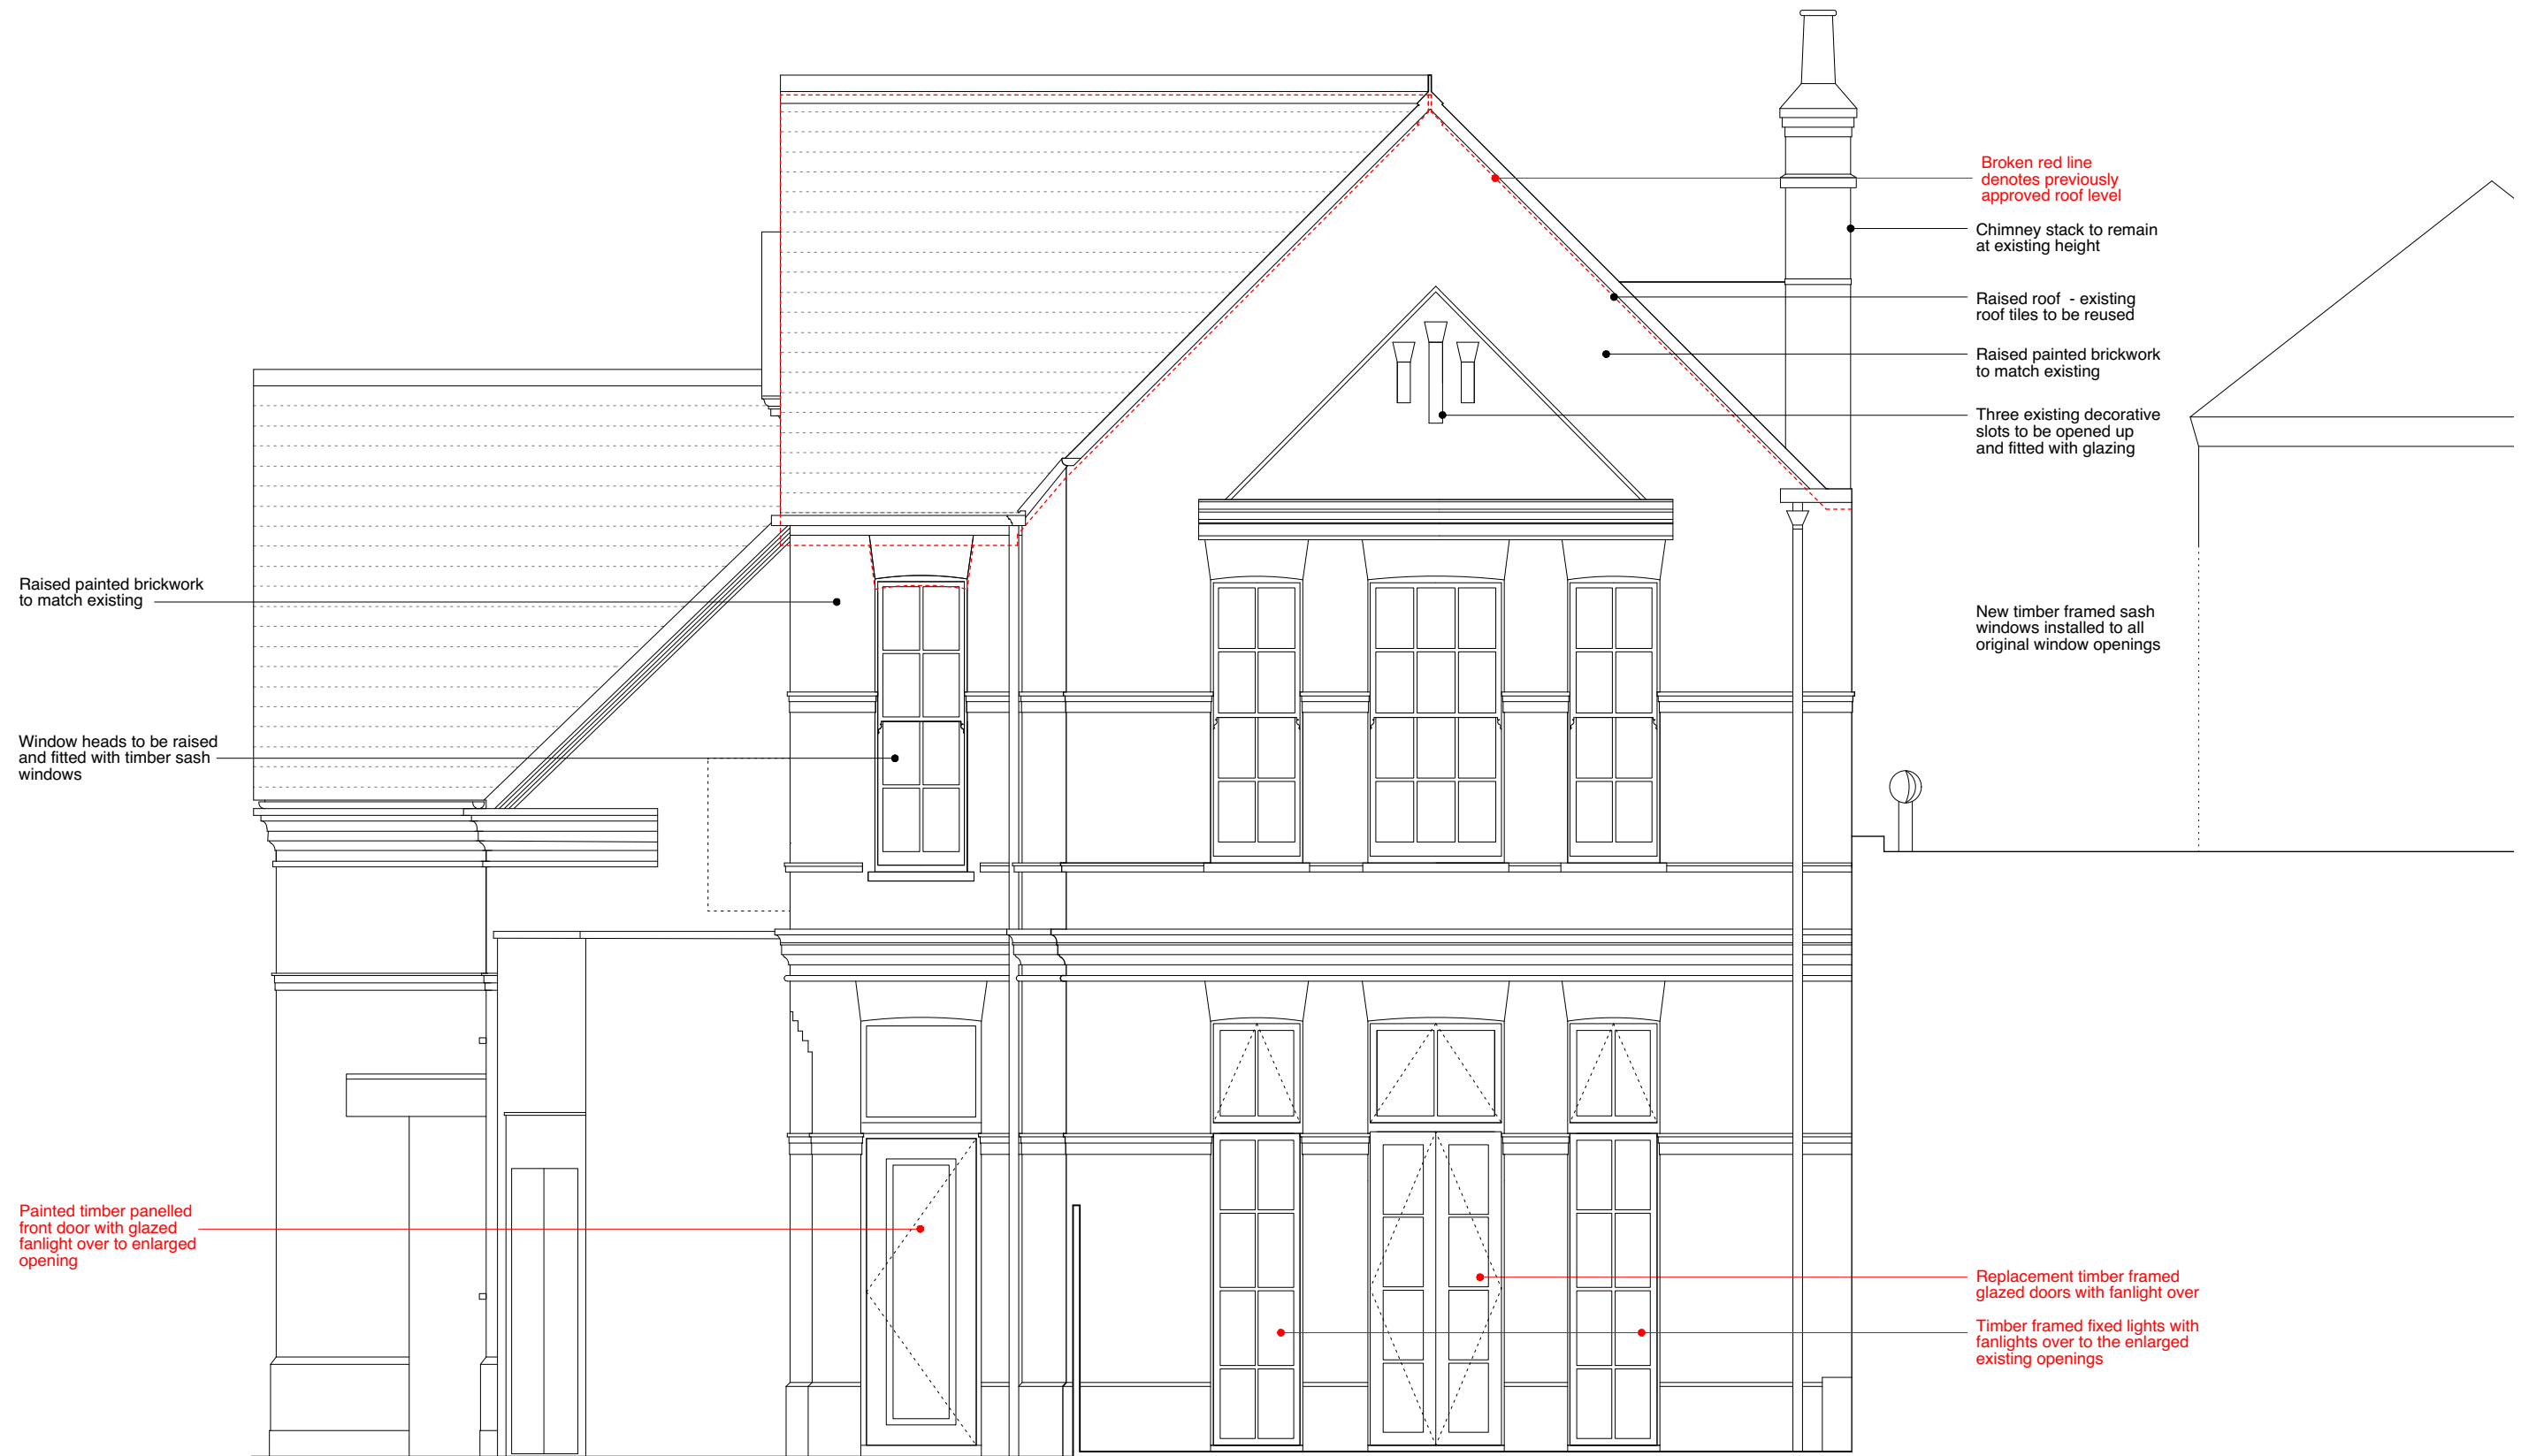 Broken red line
denotes previously
approved roof level
Chimney stack to remain
at existing height
Raised roof - existing
roof tiles to be reused
Raised painted brickwork
to match existing
Three existing decorative
slots to be opened up
and fitted with glazing
Raised painted brickwork
to match existing
New timber framed sash
windows installed to all
original window openings
Window heads to be raised
and fitted with timber sash
windows
Painted timber panelled
front door with glazed
fanlight over to enlarged
opening
Replacement timber framed
glazed doors with fanlight over
Timber framed fixed lights with
fanlights over to the enlarged
existing openings